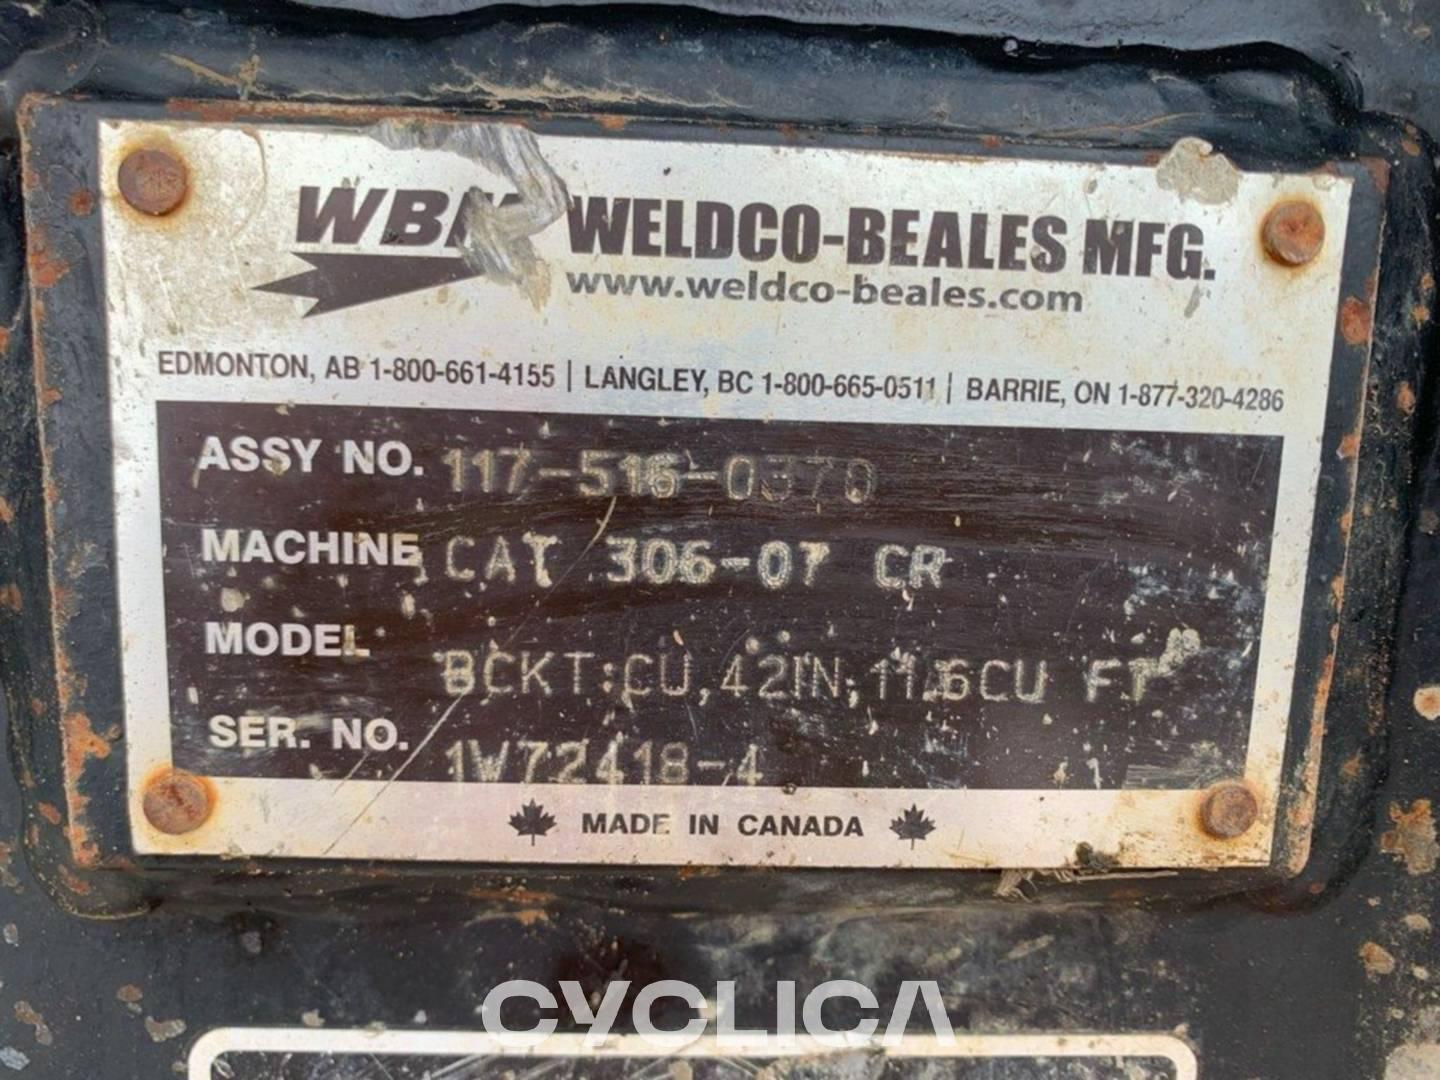 WBM WELDCO-BEALES MFG.
www.weldco-beales.com
EDMONTON, AB 1-800-661-4155 | LANGLEY, BC 1-800-665-0511 | BARRIE, ON 1-877-320-4286
ASSY NO. 117-516-0370
MACHINE CAT 306-07 CR
MODEL BCKT:CU,42IN,11.6CU FT
SER. NO. 1W72418-4
MADE IN CANADA
CYCLICA